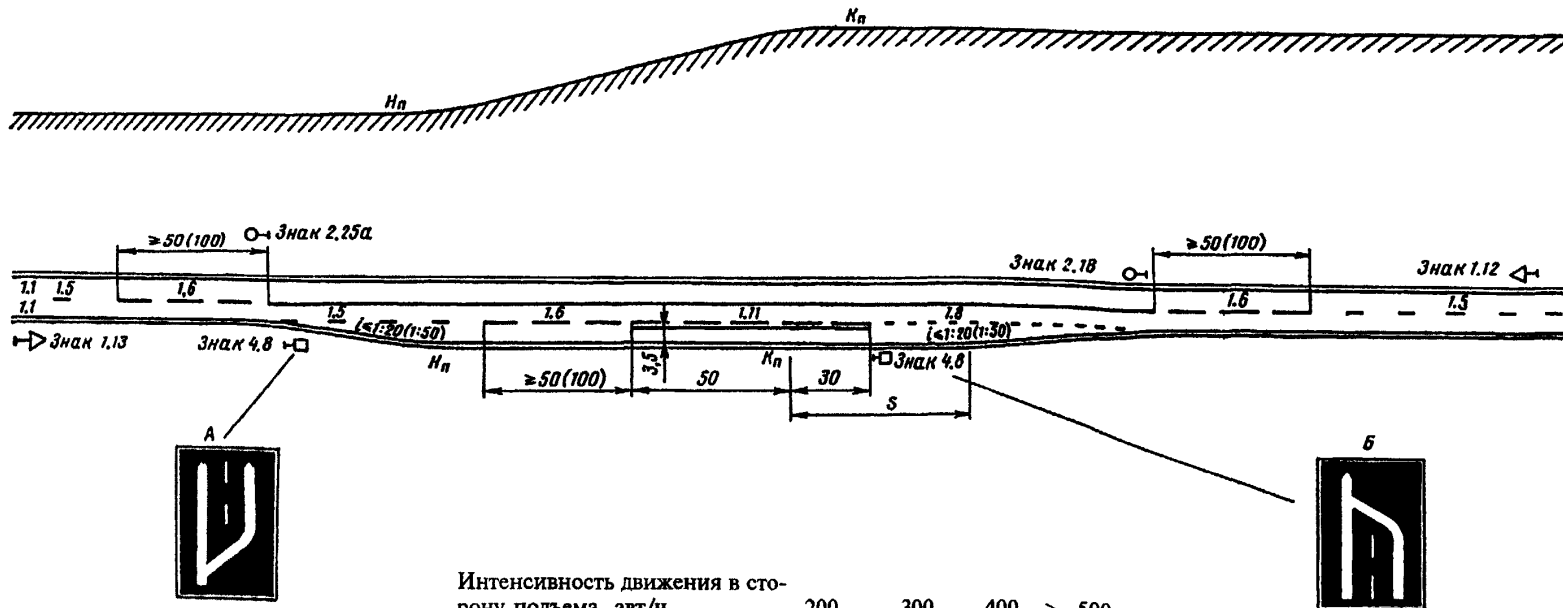 Кп
Нп
≥50(100)
Знак 2.25а
Знак 2.18
≥50(100)
Знак 1.12
1.1 1.5 1.6
1.1
1.5 1.6 1.11 1.8
1.6 1.5
i≤1:20(1:50)
i≤1:20(1:30)
Знак 1.13
Знак 4.8
Нп
3,5
Кп
Знак 4.8
≥50(100)
50
30
S
А
Б
Интенсивность движения в сто-
рону подъема, авт/ч 200 300 400 ≥ 500